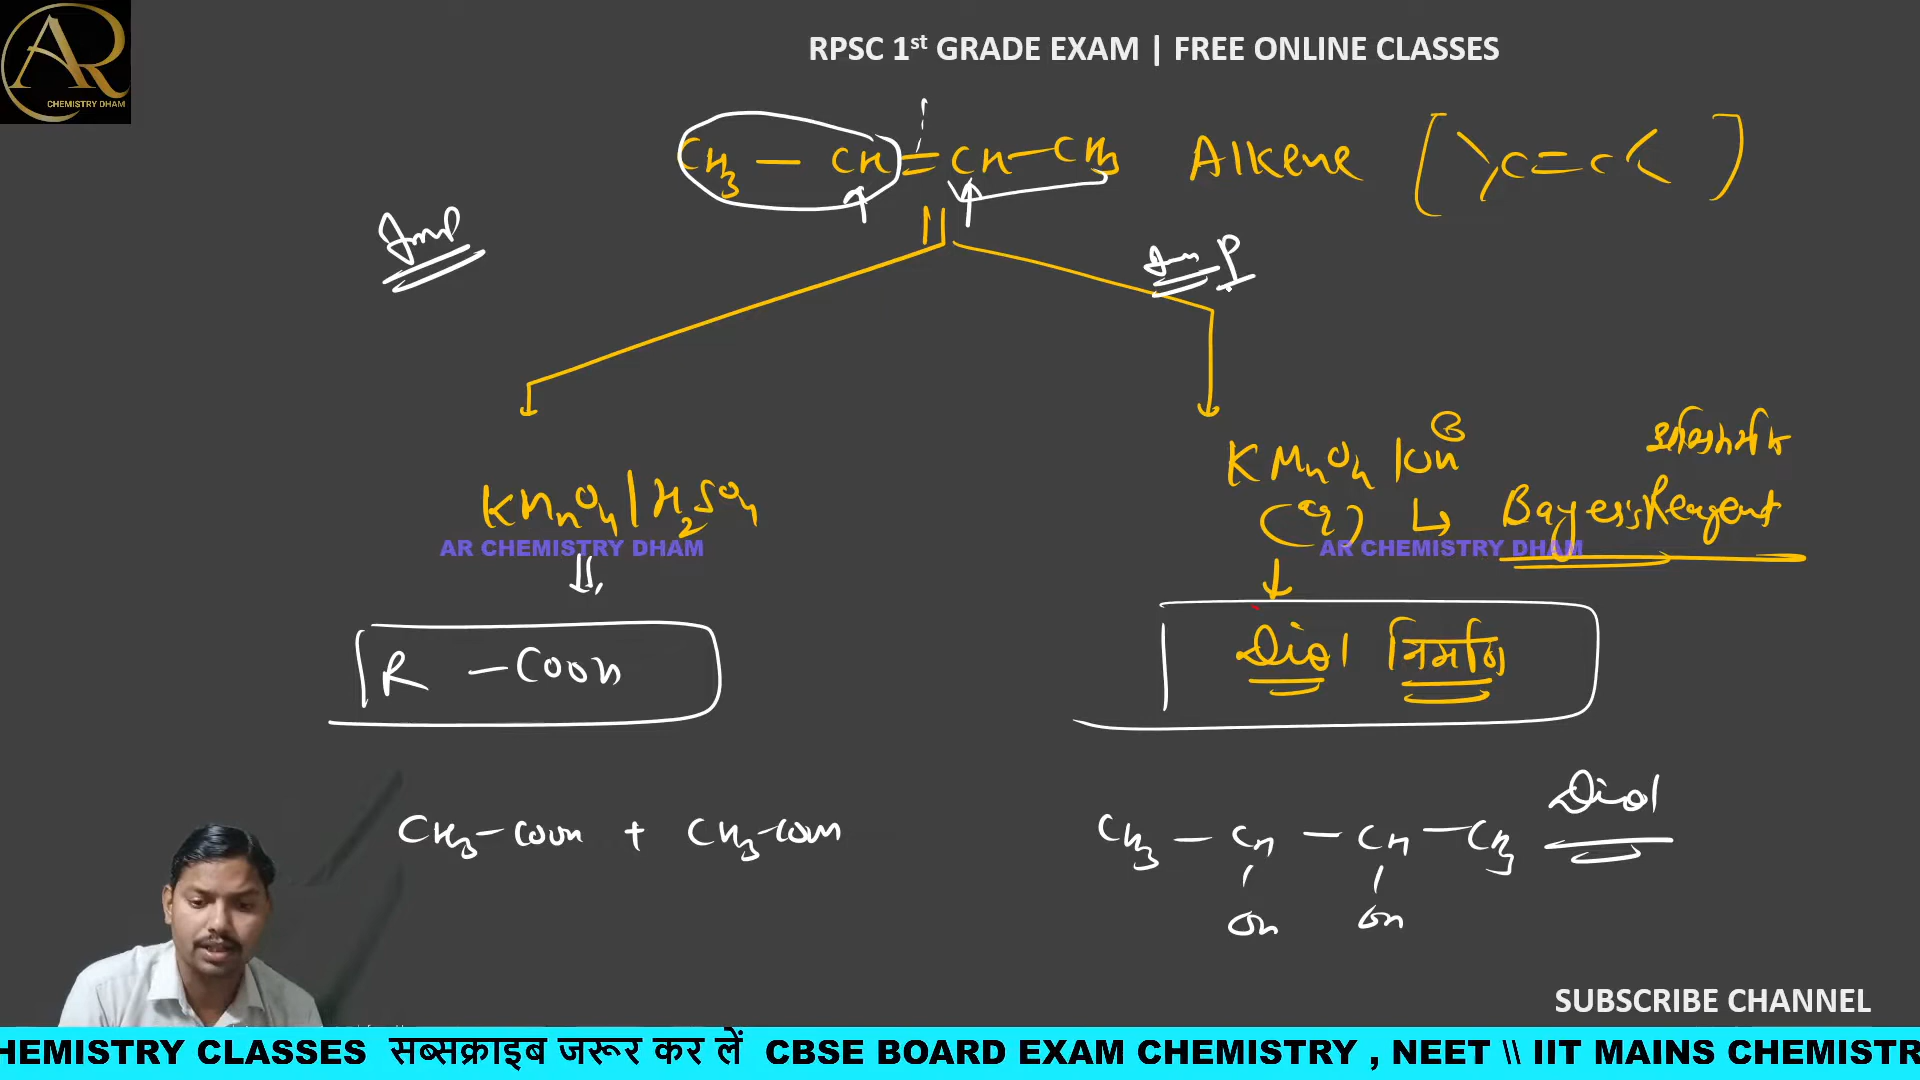 AR
CHEMISTRY DHAM
RPSC 1st GRADE EXAM | FREE ONLINE CLASSES
CH3 — CH = CH — CH3 Alkene [ >C=C< ]
Imp
Imp
KMnO4 | OH⊖
(aq) ↳ Bayer's Reagent
KMnO4 | H2SO4
AR CHEMISTRY DHAM
AR CHEMISTRY DHAM
R — COOH
Diol निर्माण
CH3 — COOH + CH3 — COOH
CH3 — CH — CH — CH3 Diol
OH OH
SUBSCRIBE CHANNEL
HEMISTRY CLASSES सब्सक्राइब जरूर कर लें CBSE BOARD EXAM CHEMISTRY , NEET \\ IIT MAINS CHEMISTR